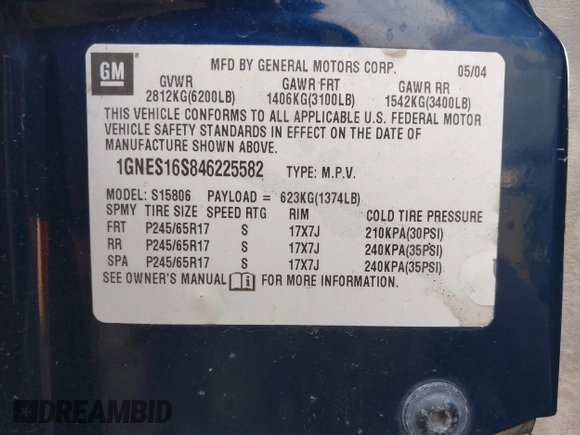 GM
MFD BY GENERAL MOTORS CORP. 05/04
GVWR GAWR FRT GAWR RR
2812KG(6200LB) 1406KG(3100LB) 1542KG(3400LB)
THIS VEHICLE CONFORMS TO ALL APPLICABLE U.S. FEDERAL MOTOR
VEHICLE SAFETY STANDARDS IN EFFECT ON THE DATE OF
MANUFACTURE SHOWN ABOVE.
1GNES16S846225582 TYPE: M.P.V.
MODEL: S15806 PAYLOAD = 623KG(1374LB)
SPMY TIRE SIZE SPEED RTG RIM COLD TIRE PRESSURE
FRT P245/65R17 S 17X7J 210KPA(30PSI)
RR P245/65R17 S 17X7J 240KPA(35PSI)
SPA P245/65R17 S 17X7J 240KPA(35PSI)
SEE OWNER'S MANUAL FOR MORE INFORMATION.
DREAMBID